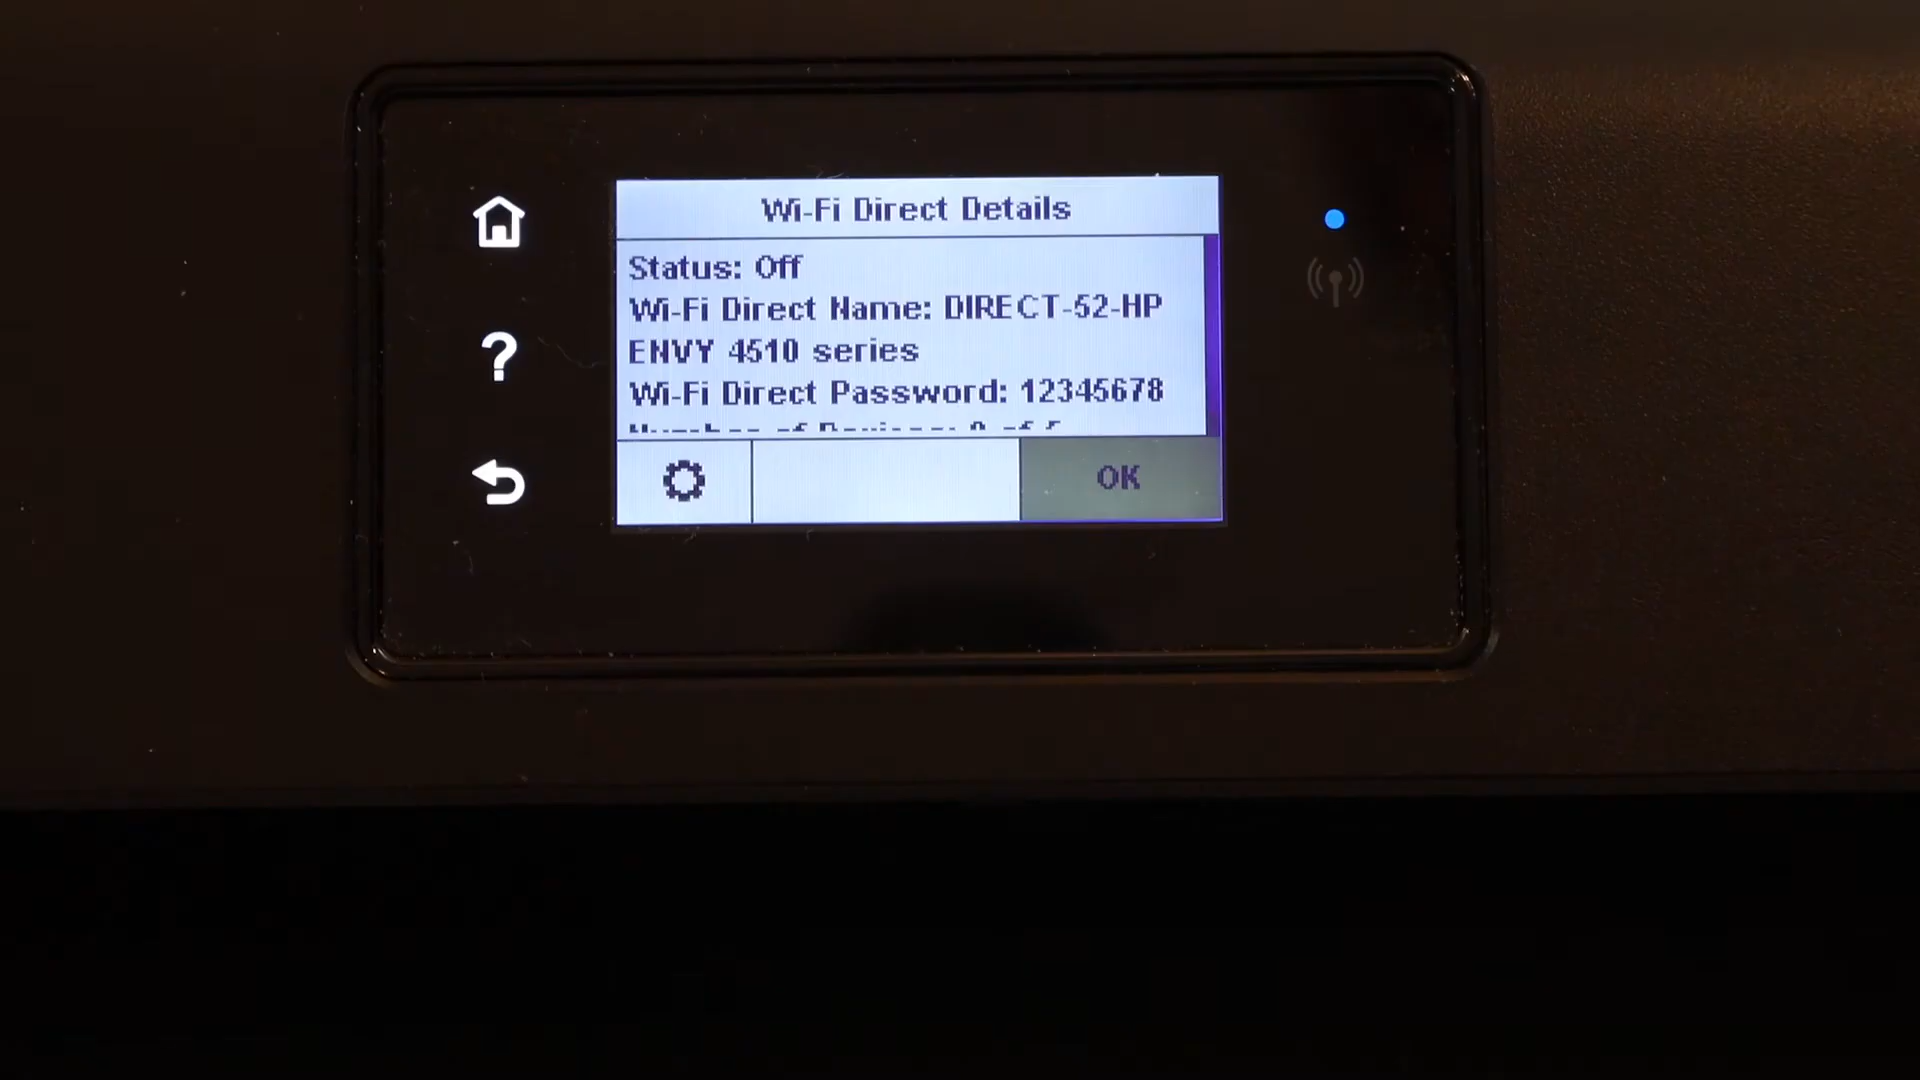 Wi-Fi Direct Details
Status: Off
Wi-Fi Direct Name: DIRECT-52-HP
ENVY 4510 series
Wi-Fi Direct Password: 12345678
OK